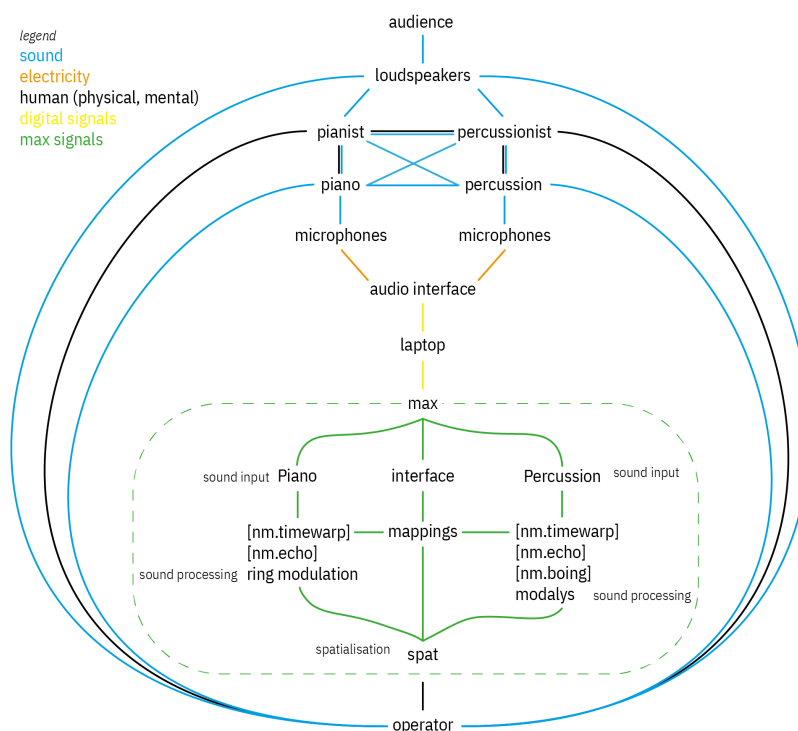 audience
legend
sound
electricity
human (physical, mental)
digital signals
max signals
loudspeakers
pianist
percussionist
piano
percussion
microphones
microphones
audio interface
laptop
max
sound input
Piano
interface
Percussion
sound input
[nm.timewarp]
[nm.echo]
ring modulation
sound processing
mappings
[nm.timewarp]
[nm.echo]
[nm.boing]
modalys
sound processing
spatialisation
spat
operator